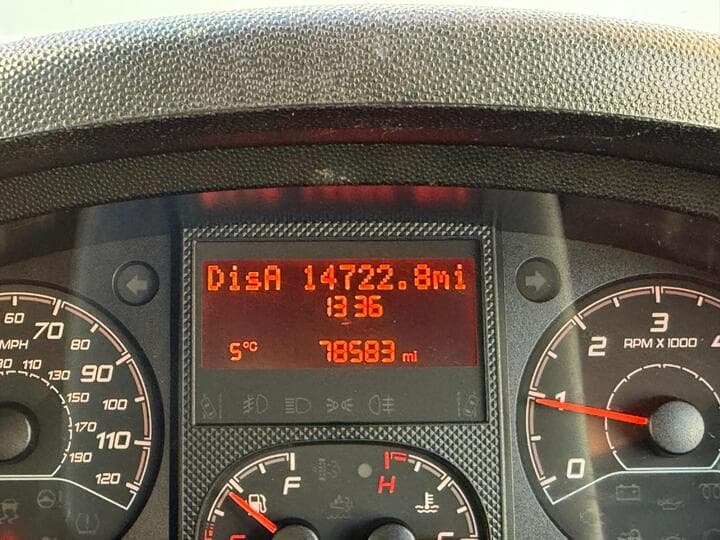 DisA 14722.8mi
13 36
5°C 78583 mi
60 70 80 90 100 110 120
MPH
110 130 150 170 190
0 1 2 3 4
RPM X 1000
F
H